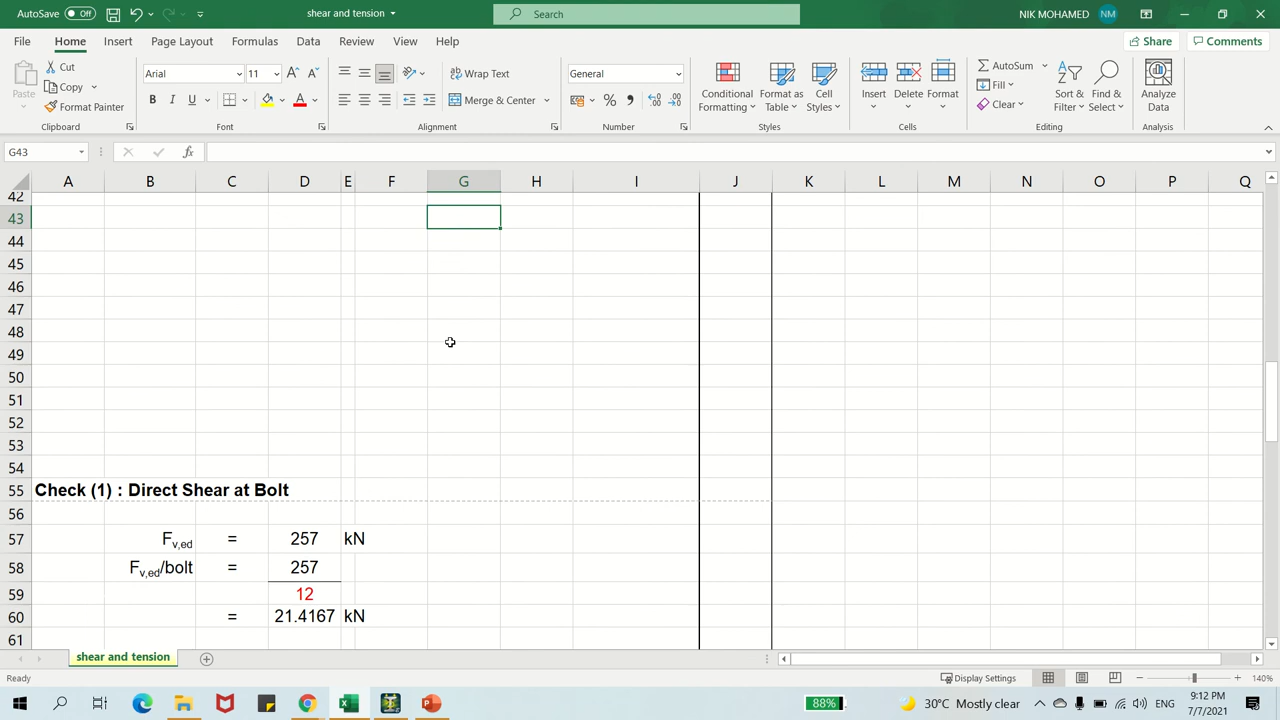 AutoSave Off shear and tension Search NIK MOHAMED NM
File Home Insert Page Layout Formulas Data Review View Help Share Comments
Paste Cut Copy Format Painter Arial 11 Wrap Text Merge & Center General Conditional Formatting Format as Table Cell Styles Insert Delete Format AutoSum Fill Clear Sort & Filter Find & Select Analyze Data
Clipboard Font Alignment Number Styles Cells Editing Analysis
G43 fx
A B C D E F G H I J K L M N O P Q
42
43
44
45
46
47
48
49
50
51
52
53
54
55 Check (1) : Direct Shear at Bolt
56
57 Fv,ed = 257 kN
58 Fv,ed/bolt = 257
59 12
60 = 21.4167 kN
61
shear and tension
Ready Display Settings 140%
88% 30°C Mostly clear ENG 9:12 PM
7/7/2021